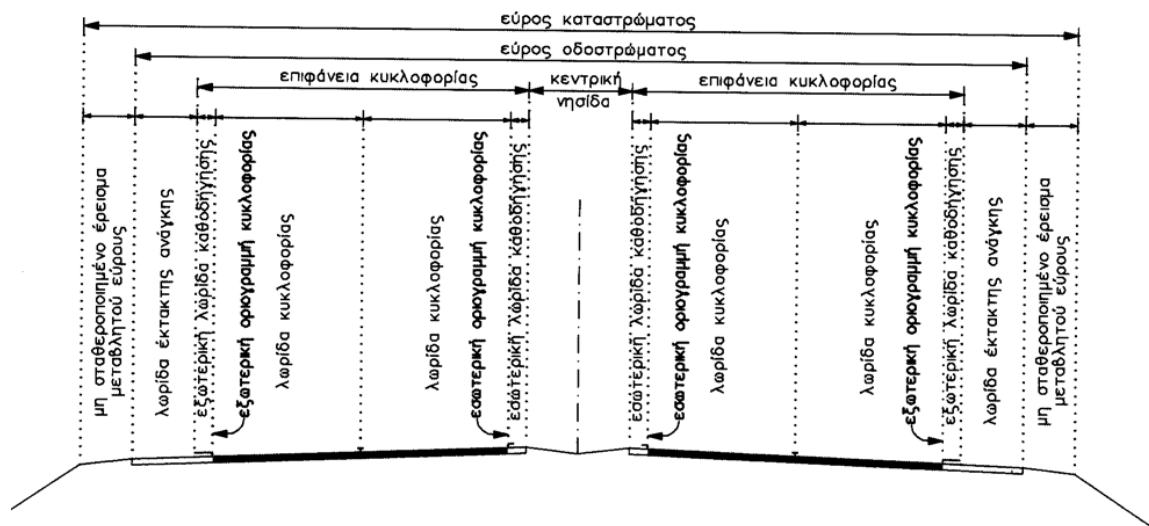 εύρος καταστρώματος
εύρος οδοστρώματος
επιφάνεια κυκλοφορίας
κεντρική
νησίδα
επιφάνεια κυκλοφορίας
μη σταθεροποιημένο έρεισμα
μεταβλητού εύρους
λωρίδα έκτακτης ανάγκης
εξωτερική λωρίδα καθοδήγησης
εξωτερική οριογραμμή κυκλοφορίας
λωρίδα κυκλοφορίας
λωρίδα κυκλοφορίας
εσωτερική οριογραμμή κυκλοφορίας
εσωτερική λωρίδα καθοδήγησης
εσωτερική λωρίδα καθοδήγησης
εσωτερική οριογραμμή κυκλοφορίας
λωρίδα κυκλοφορίας
λωρίδα κυκλοφορίας
εξωτερική οριογραμμή κυκλοφορίας
εξωτερική λωρίδα καθοδήγησης
λωρίδα έκτακτης ανάγκης
μη σταθεροποιημένο έρεισμα
μεταβλητού εύρους